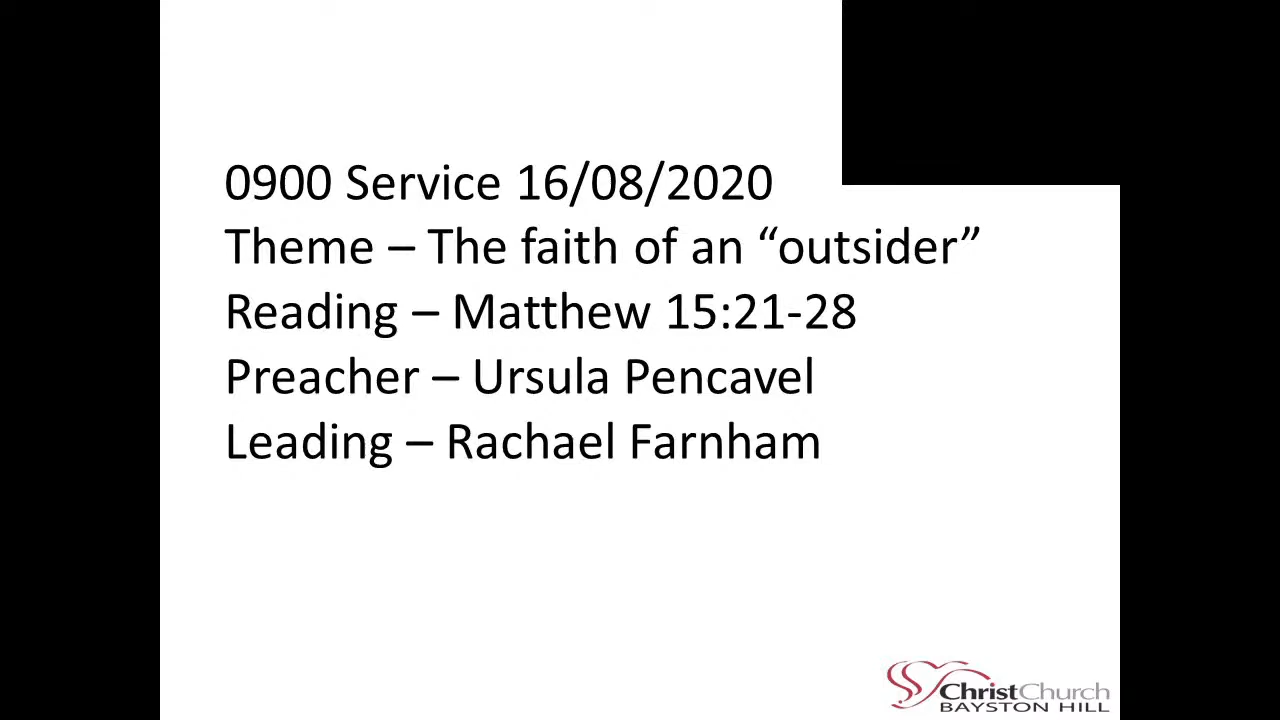 0900 Service 16/08/2020
Theme – The faith of an “outsider”
Reading – Matthew 15:21-28
Preacher – Ursula Pencavel
Leading – Rachael Farnham
ChristChurch
BAYSTON HILL